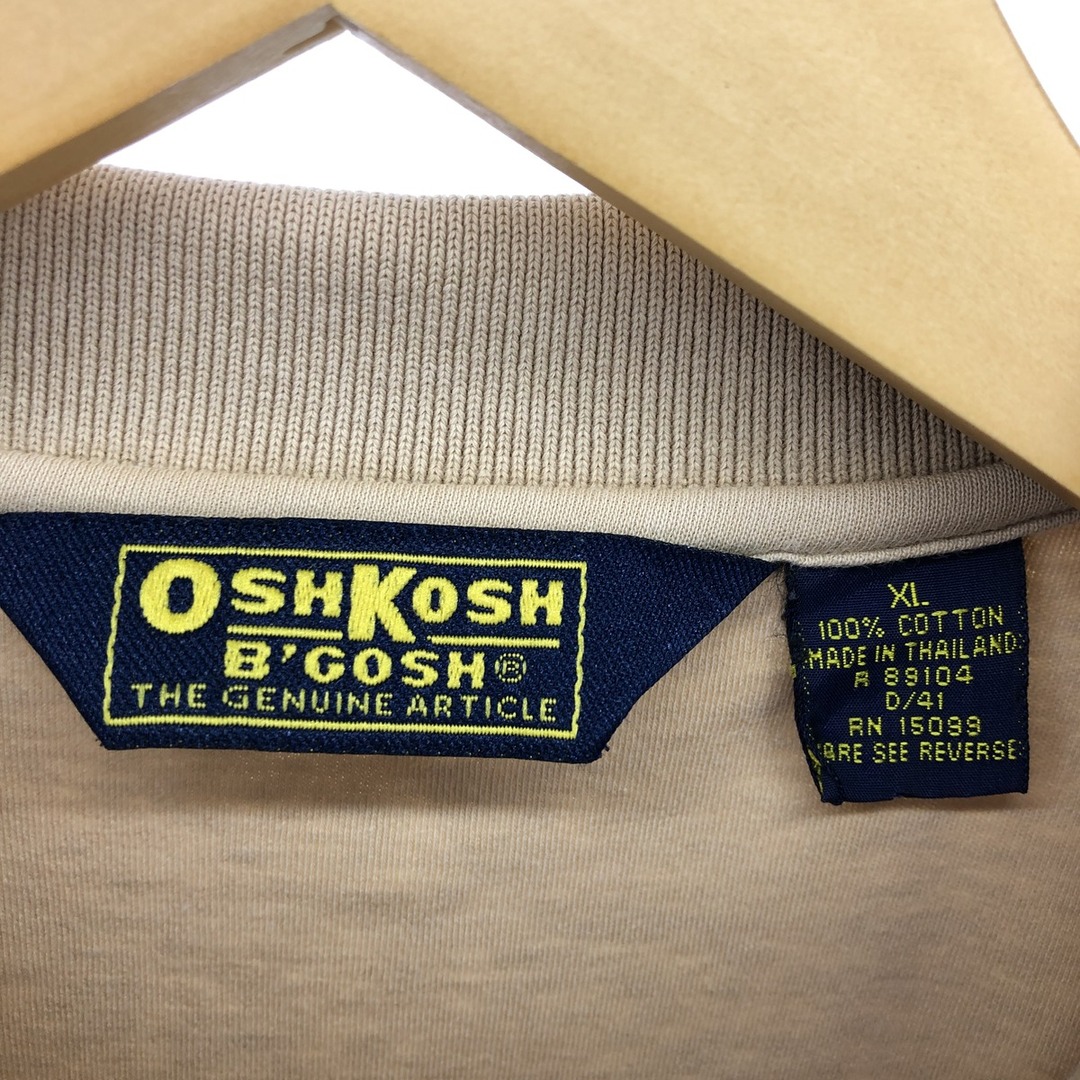 OSHKOSH
B'GOSH®
THE GENUINE ARTICLE
XL
100% COTTON
MADE IN THAILAND
R 89104
D/41
RN 15099
CARE SEE REVERSE